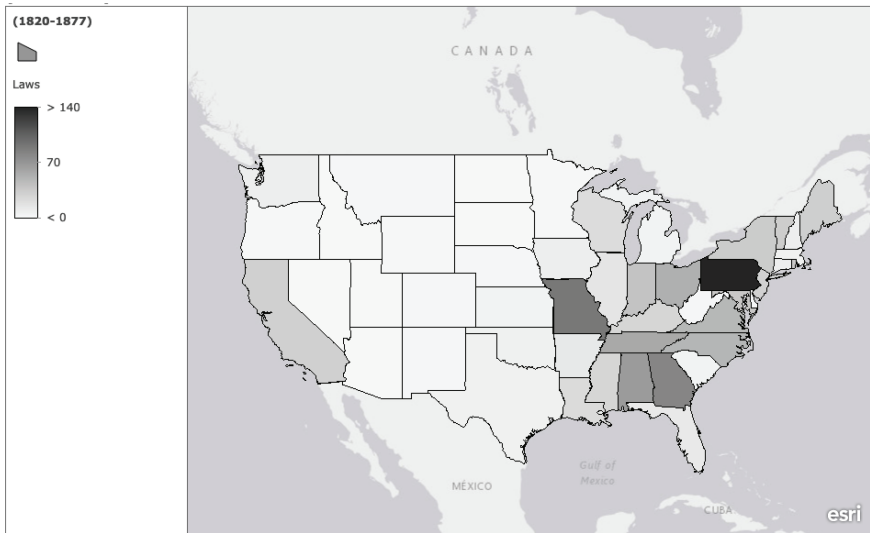 (1820-1877)
Laws
> 140
70
< 0
CANADA
Gulf of
Mexico
MÉXICO
CUBA
esri